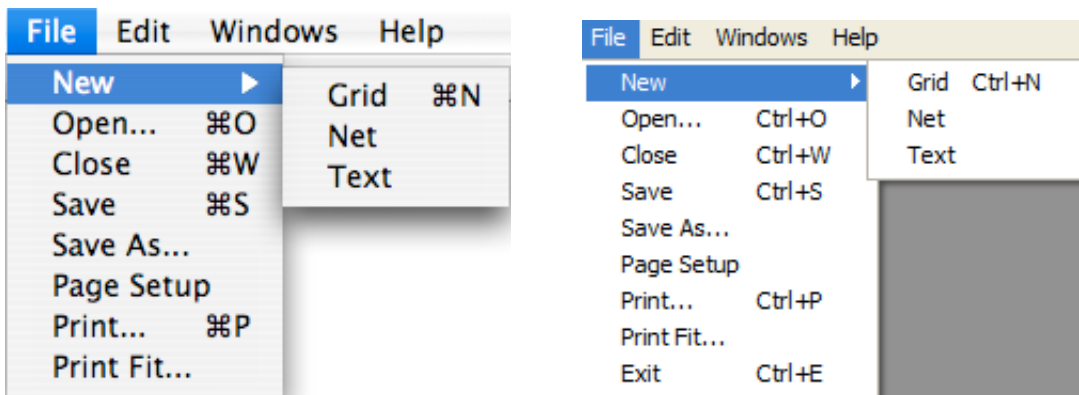 File Edit Windows Help
New
Open... ⌘O
Close ⌘W
Save ⌘S
Save As...
Page Setup
Print... ⌘P
Print Fit...
Grid ⌘N
Net
Text
File Edit Windows Help
New
Open... Ctrl+O
Close Ctrl+W
Save Ctrl+S
Save As...
Page Setup
Print... Ctrl+P
Print Fit...
Exit Ctrl+E
Grid Ctrl+N
Net
Text